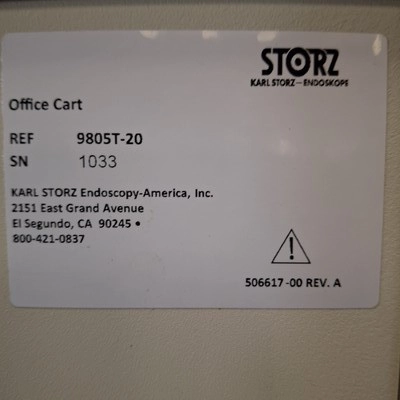 STORZ
KARL STORZ—ENDOSKOPE
Office Cart
REF 9805T-20
SN 1033
KARL STORZ Endoscopy-America, Inc.
2151 East Grand Avenue
El Segundo, CA 90245 •
800-421-0837
506617-00 REV. A